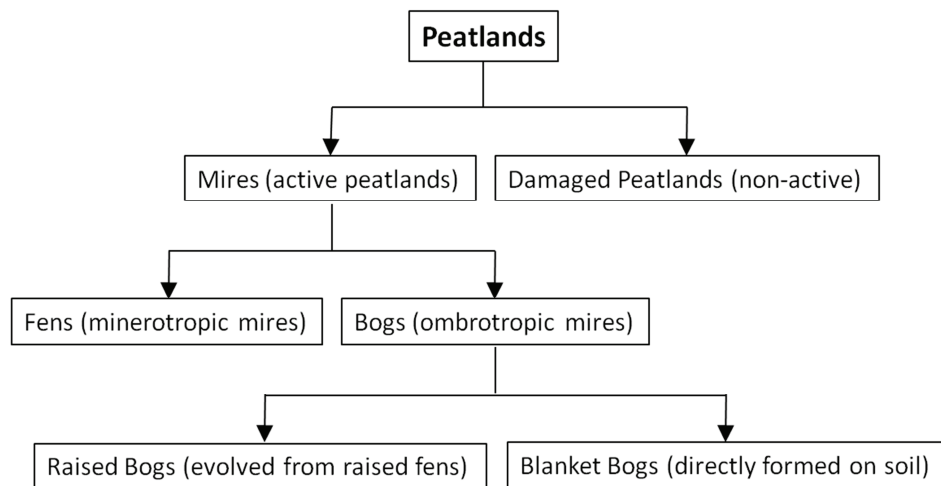 Peatlands
Mires (active peatlands)
Damaged Peatlands (non-active)
Fens (minerotropic mires)
Bogs (ombrotropic mires)
Raised Bogs (evolved from raised fens)
Blanket Bogs (directly formed on soil)